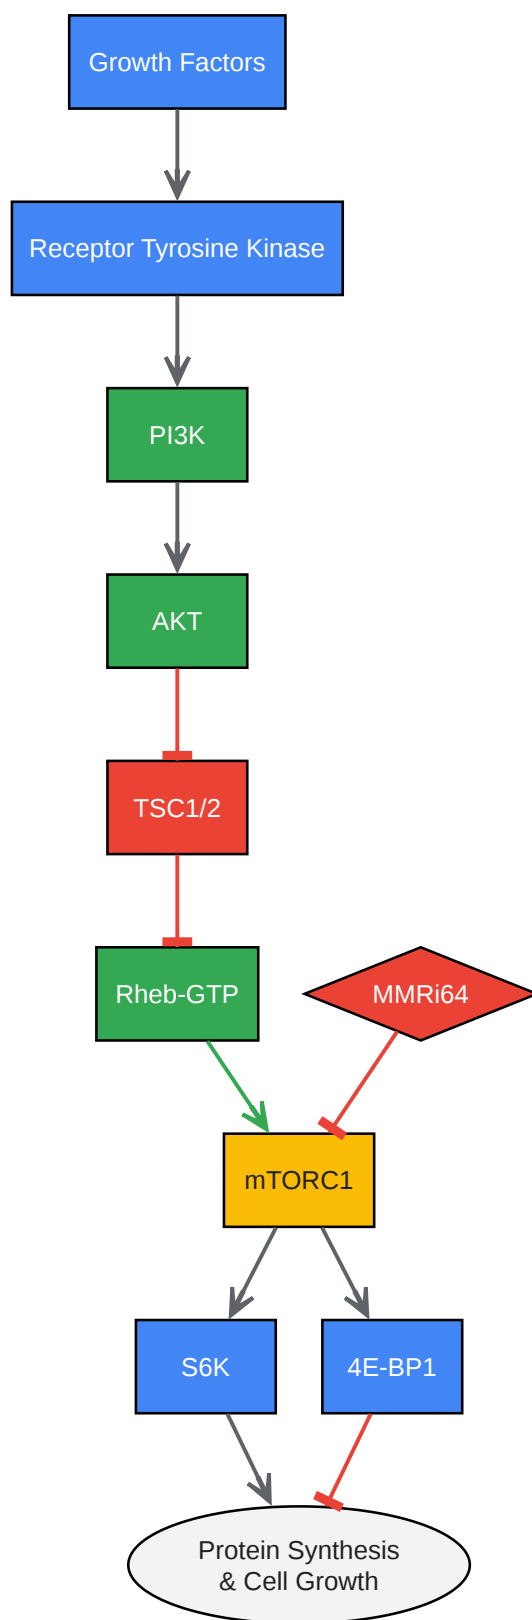 Growth Factors
Receptor Tyrosine Kinase
PI3K
AKT
TSC1/2
Rheb-GTP
MMRi64
mTORC1
S6K
4E-BP1
Protein Synthesis
& Cell Growth